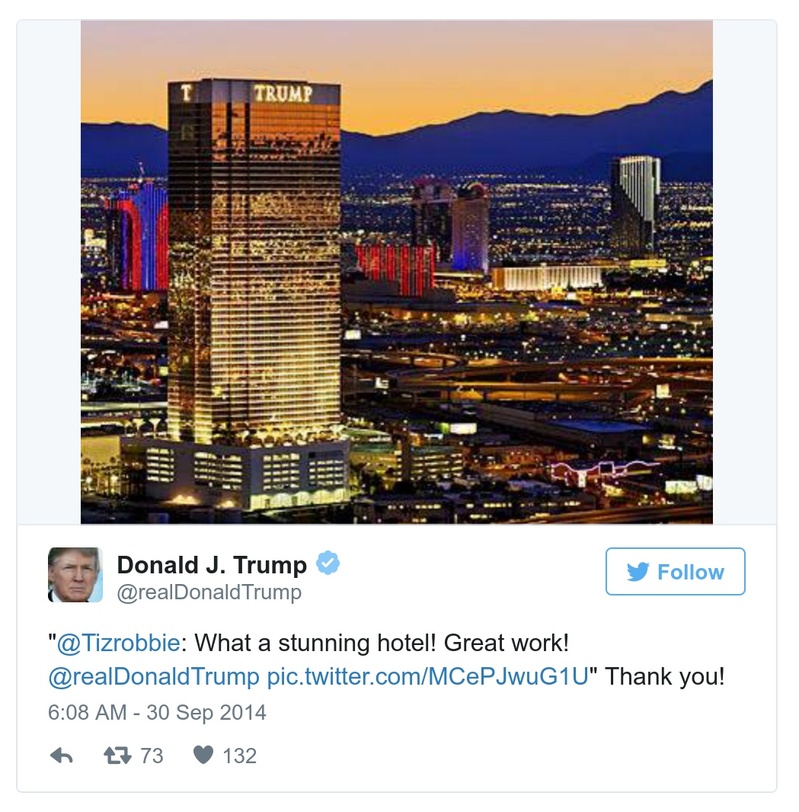 T TRUMP
Donald J. Trump
@realDonaldTrump
Follow
"@Tizrobbie: What a stunning hotel! Great work!
@realDonaldTrump pic.twitter.com/MCePJwuG1U" Thank you!
6:08 AM - 30 Sep 2014
73 132